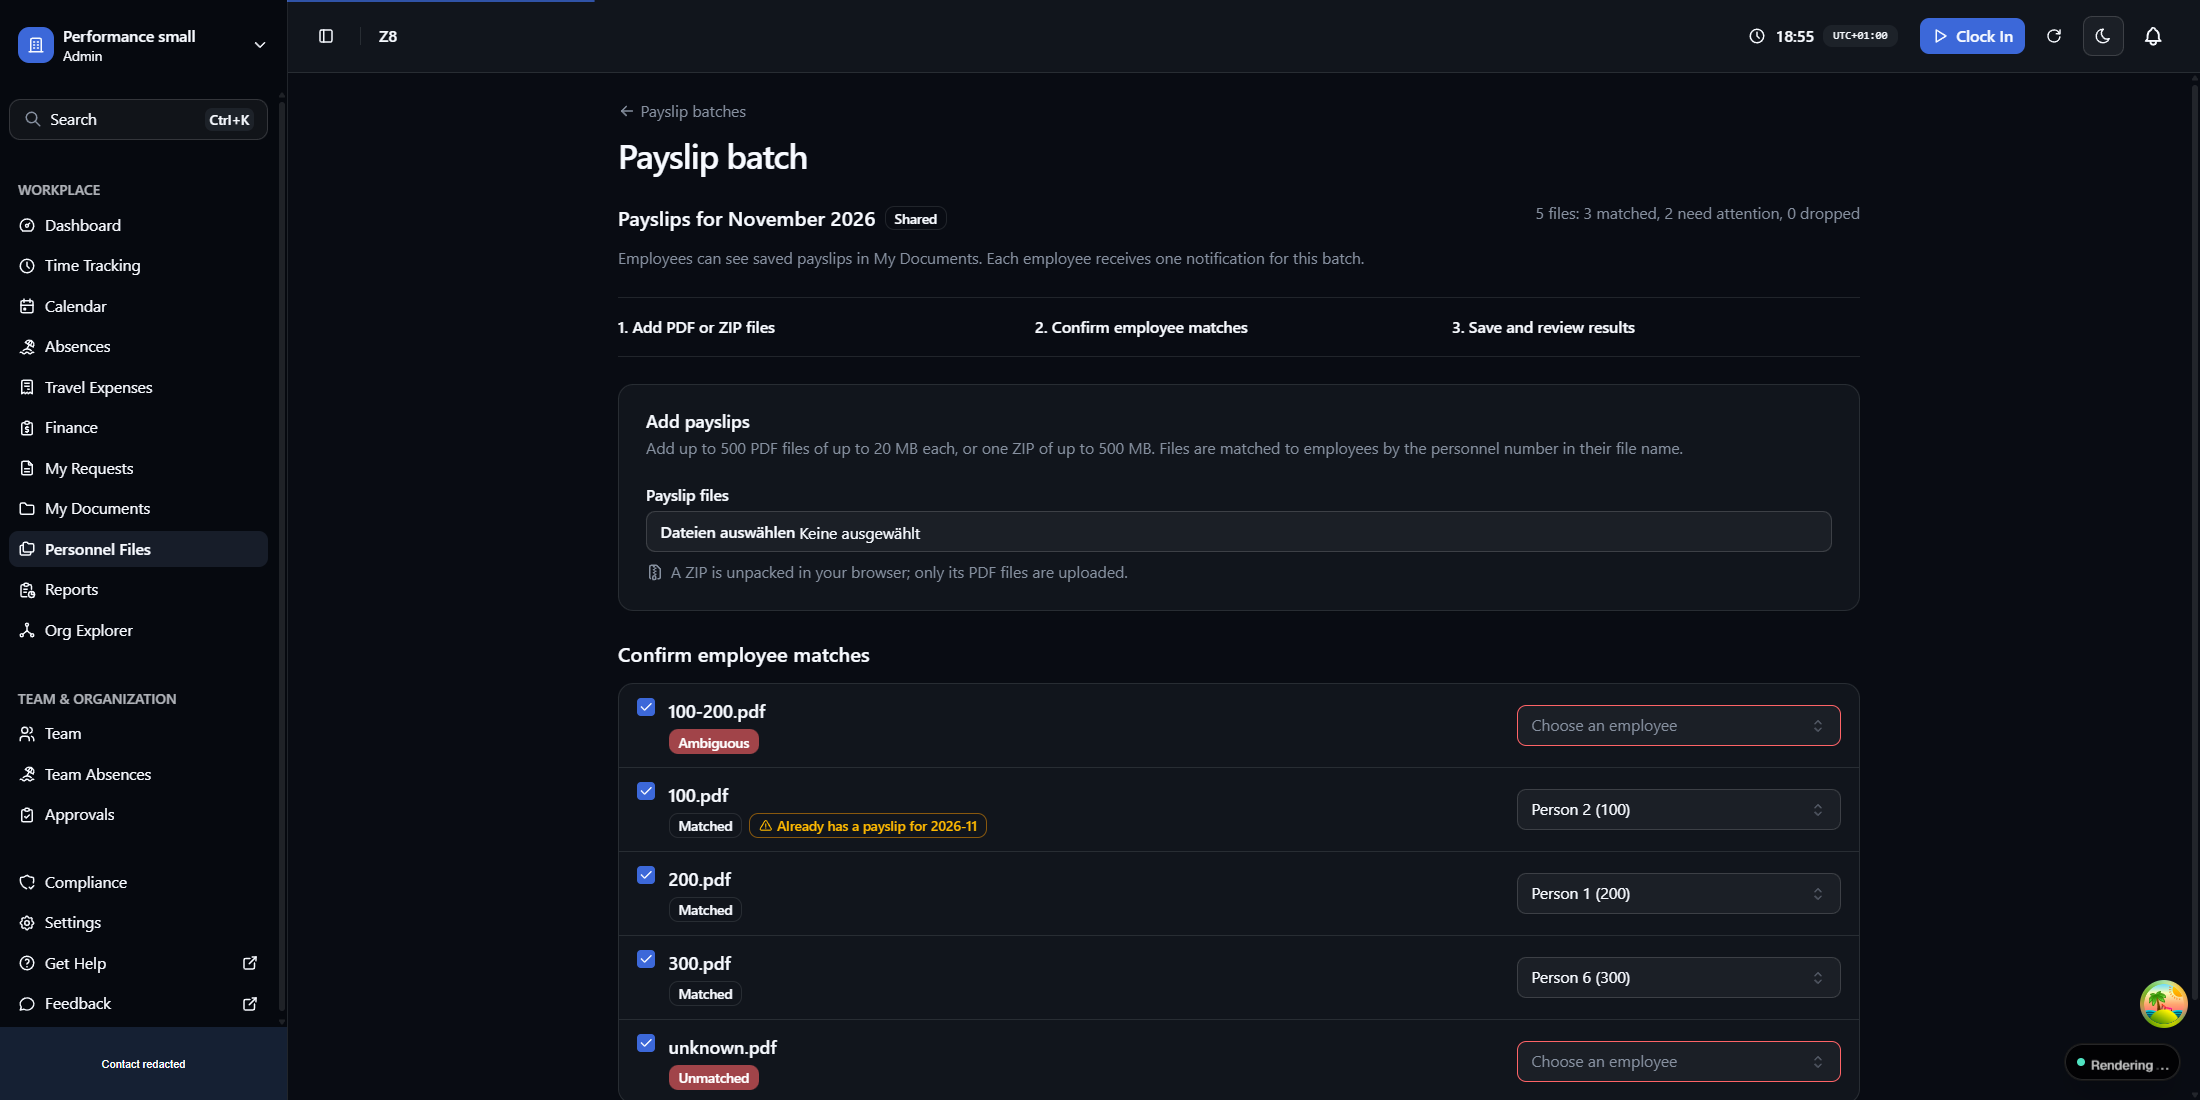 Performance small
Admin
Z8
18:55
UTC+01:00
Clock In
Search
Ctrl+K
WORKPLACE
Dashboard
Time Tracking
Calendar
Absences
Travel Expenses
Finance
My Requests
My Documents
Personnel Files
Reports
Org Explorer
TEAM & ORGANIZATION
Team
Team Absences
Approvals
Compliance
Settings
Get Help
Feedback
Contact redacted
Payslip batches
Payslip batch
Payslips for November 2026
Shared
5 files: 3 matched, 2 need attention, 0 dropped
Employees can see saved payslips in My Documents. Each employee receives one notification for this batch.
1. Add PDF or ZIP files
2. Confirm employee matches
3. Save and review results
Add payslips
Add up to 500 PDF files of up to 20 MB each, or one ZIP of up to 500 MB. Files are matched to employees by the personnel number in their file name.
Payslip files
Dateien auswählen Keine ausgewählt
A ZIP is unpacked in your browser; only its PDF files are uploaded.
Confirm employee matches
100-200.pdf
Ambiguous
Choose an employee
100.pdf
Matched
Already has a payslip for 2026-11
Person 2 (100)
200.pdf
Matched
Person 1 (200)
300.pdf
Matched
Person 6 (300)
unknown.pdf
Unmatched
Choose an employee
Rendering ...